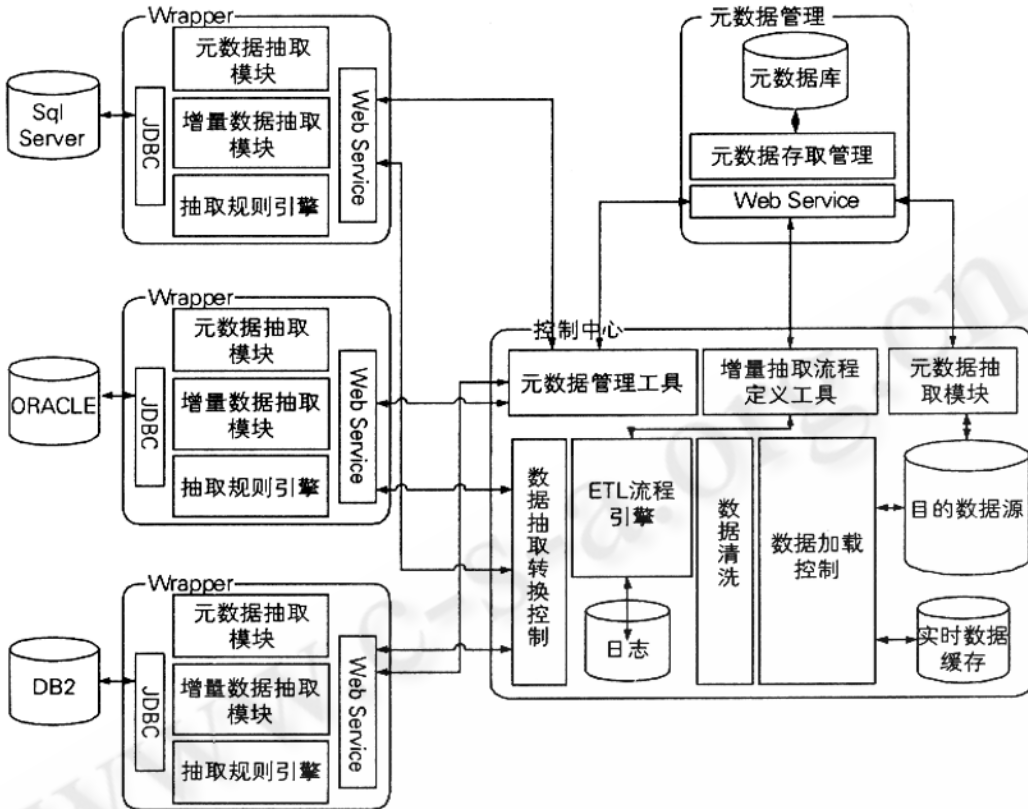 Wrapper
元数据抽取
模块
增量数据抽取
模块
抽取规则引擎
JDBC
Web Service
Sql
Server
Wrapper
元数据抽取
模块
增量数据抽取
模块
抽取规则引擎
JDBC
Web Service
ORACLE
Wrapper
元数据抽取
模块
增量数据抽取
模块
抽取规则引擎
JDBC
Web Service
DB2
元数据管理
元数据库
元数据存取管理
Web Service
控制中心
元数据管理工具
增量抽取流程
定义工具
元数据抽
取模块
数据抽取转换控制
ETL流程
引擎
日志
数据清洗
数据加载
控制
目的数据源
实时数据
缓存
www.c-s-a.org.cn